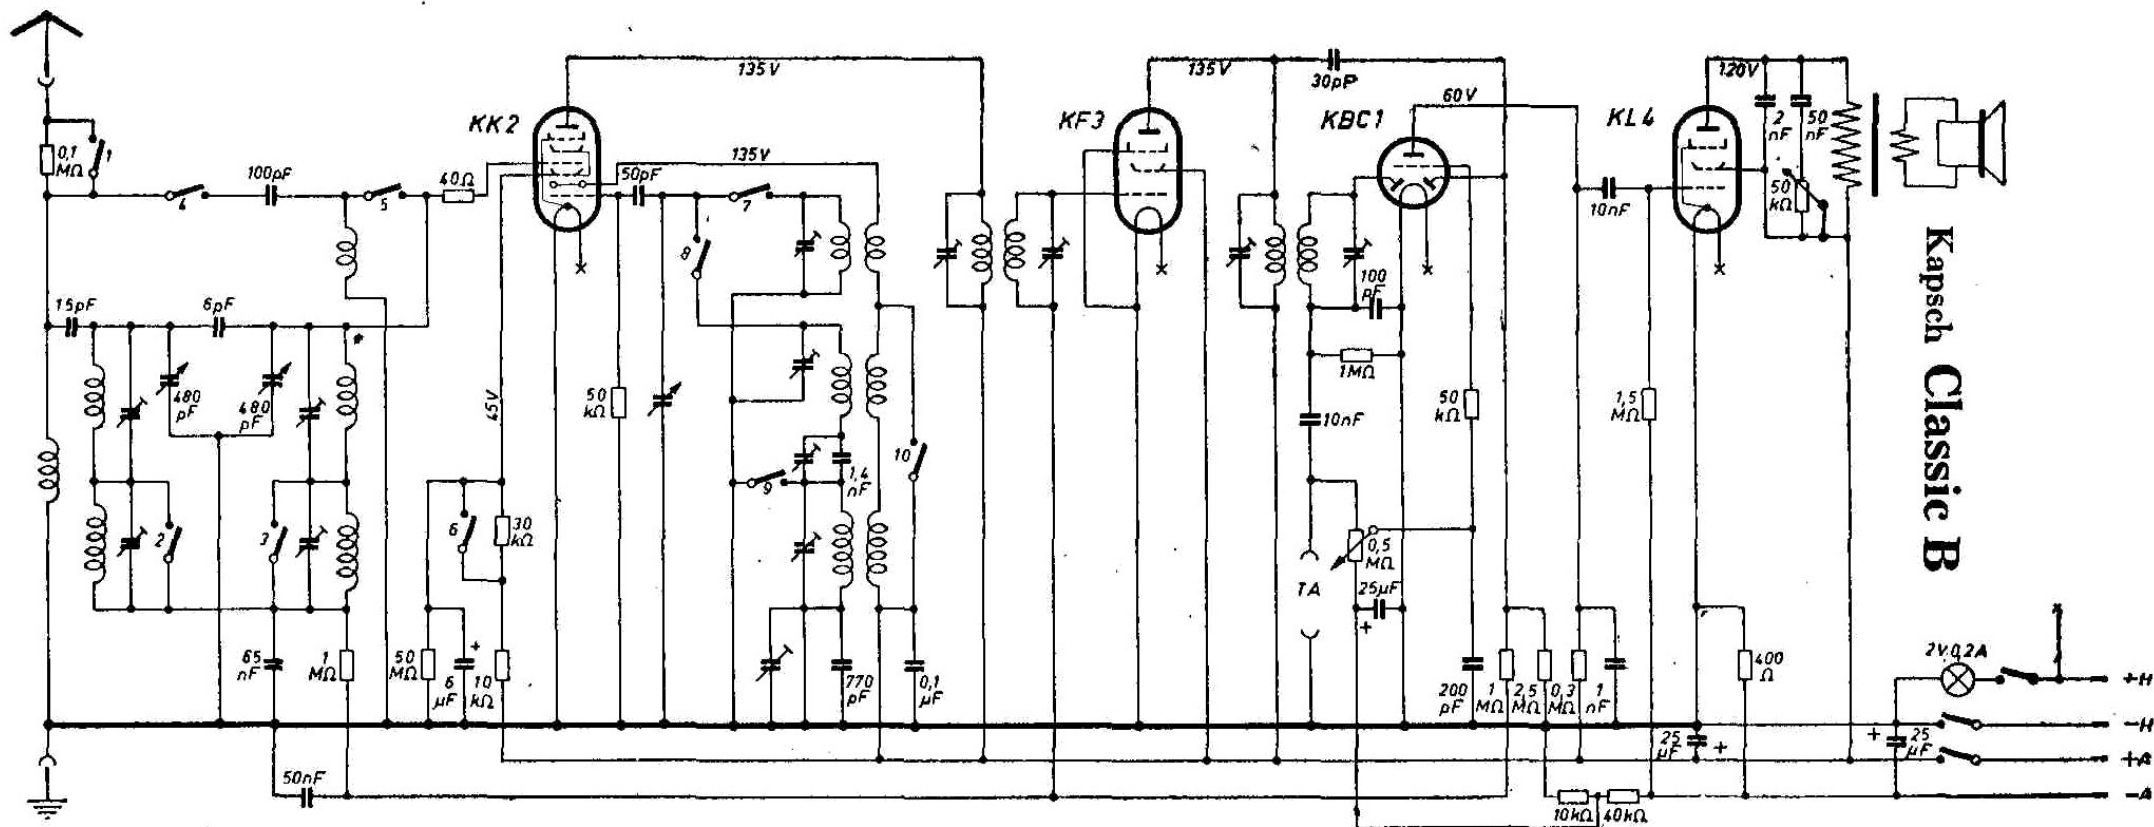 KK2
KF3
KBC1
KL4
135V
135V
135V
60V
120V
30pF
0,1 MΩ
1
100pF
4
5
40Ω
50pF
7
8
10nF
2 nF
50 nF
50 kΩ
15pF
6pF
480 pF
480 pF
*
45V
50 kΩ
100 pF
1MΩ
10nF
50 kΩ
1,5 MΩ
2
3
6
30 kΩ
9
1,4 nF
10
TA
0,5 MΩ
25µF
+
65 nF
1 MΩ
50 MΩ
6 µF
+
10 kΩ
770 pF
0,1 µF
200 pF
1 MΩ
2,5 MΩ
0,3 MΩ
1 nF
400 Ω
2V 0,2A
25 µF
+
+
25 µF
50nF
10kΩ
40kΩ
+H
-H
+A
-A
Kapsch Classic B